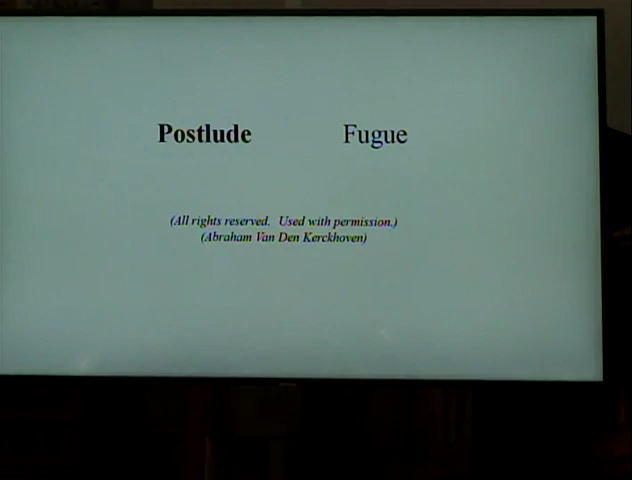 Postlude Fugue
(All rights reserved. Used with permission.)
(Abraham Van Den Kerckhoven)